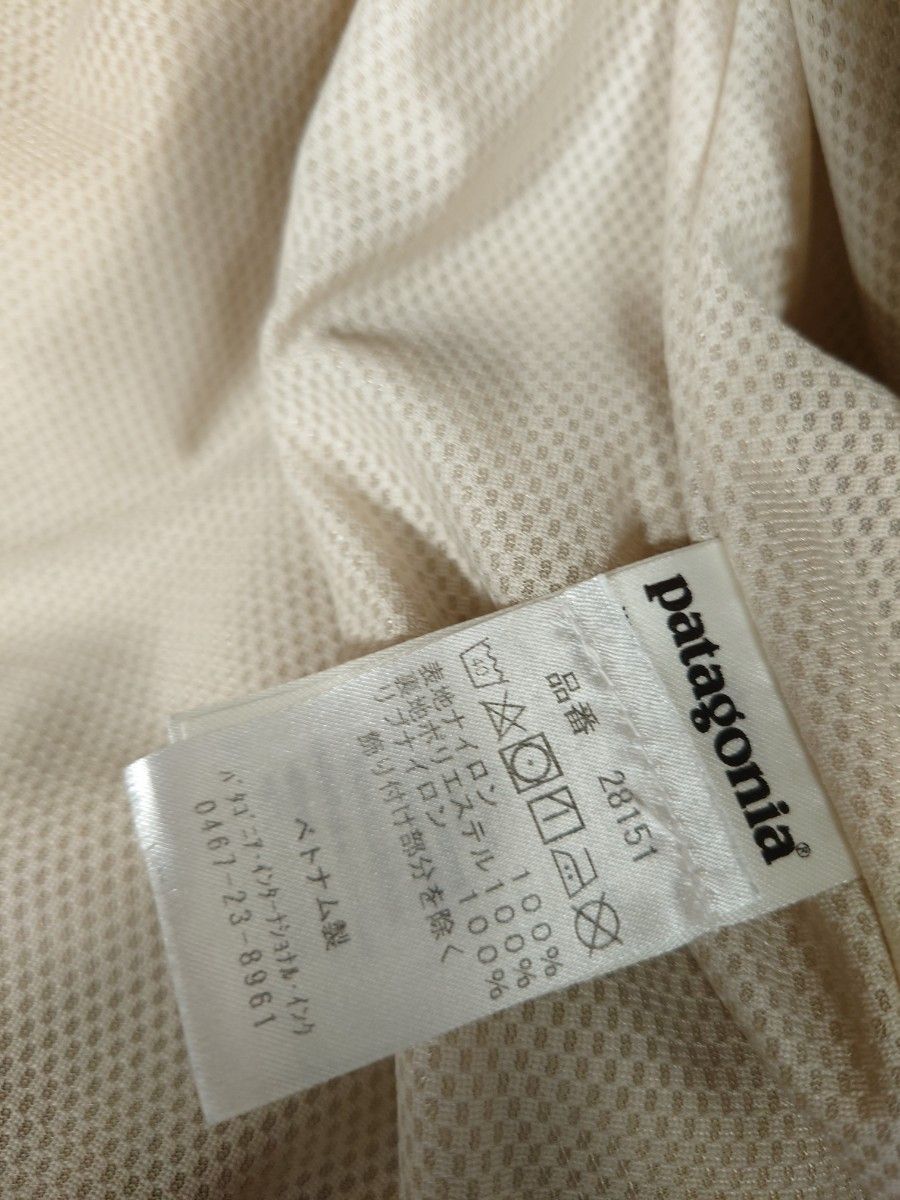 patagonia®
品番 28151
40
表地ナイロン 100%
裏地ポリエステル 100%
リブナイロン 100%
飾り付け部分を除く
ベトナム製
パタゴニア・インターナショナル・インク
0467-23-8961